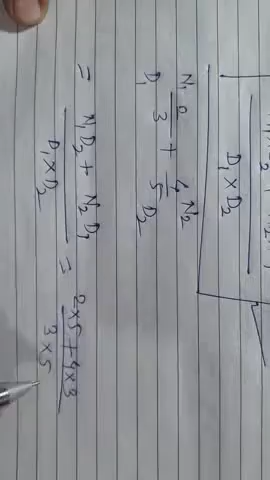 D₁ × D₂
N₁ 2/3 + 4/5 N₂
D₁ D₂
= (N₁D₂ + N₂D₁)/(D₁ × D₂) = (2×5 + 4×3)/(3×5)